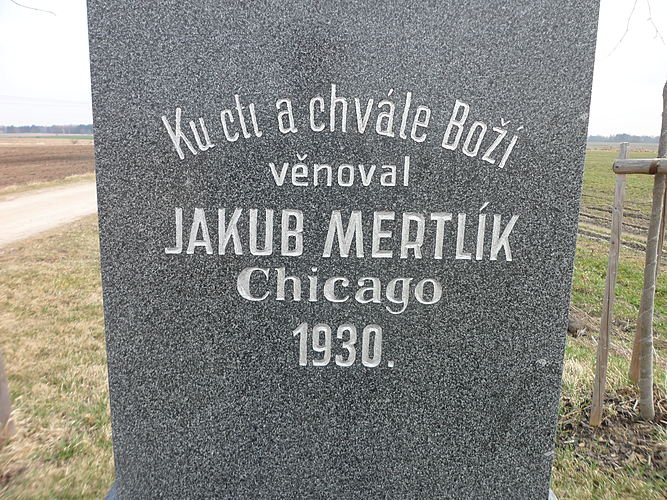 Ku cti a chvále Boží
věnoval
JAKUB MERTLÍK
Chicago
1930.